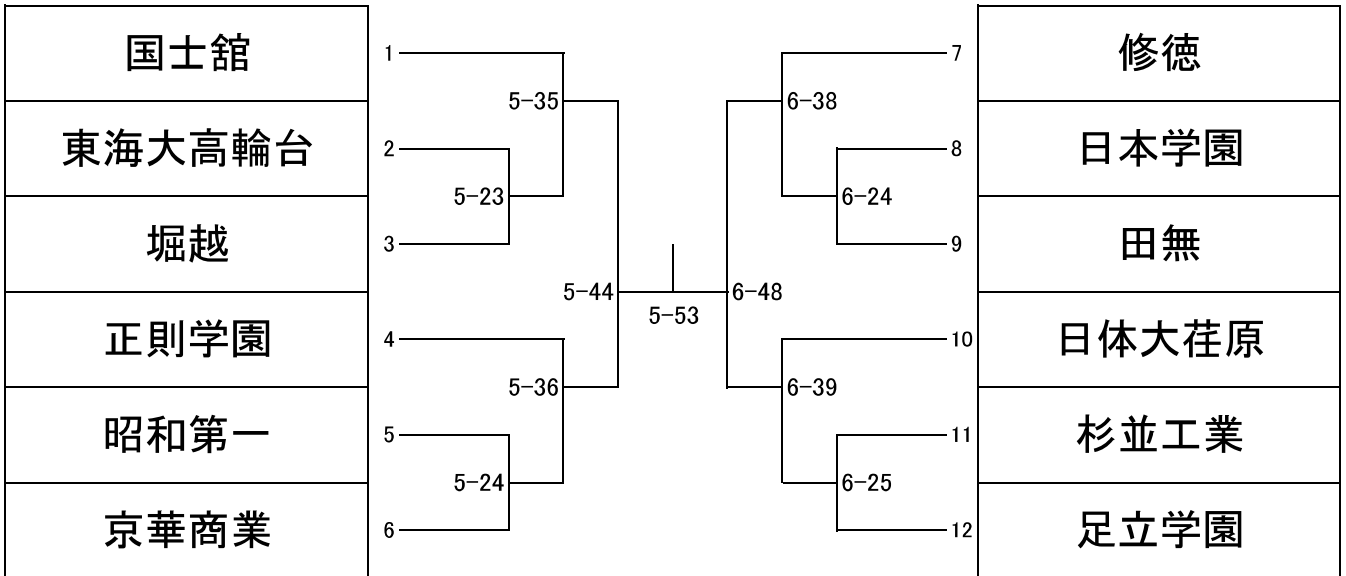 国士舘
東海大高輪台
堀越
正則学園
昭和第一
京華商業
1
2
3
4
5
6
5-35
5-23
5-44
5-36
5-24
5-53
6-38
6-24
6-48
6-39
6-25
7
8
9
10
11
12
修徳
日本学園
田無
日体大荏原
杉並工業
足立学園